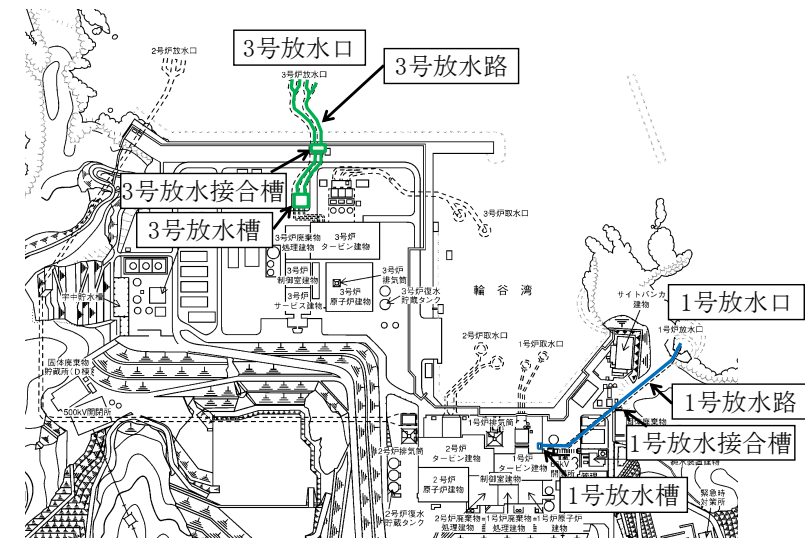 2号炉放水口
3号放水口
3号炉放水口
3号放水路
3号放水接合槽
3号放水槽
3号炉取水口
3号炉廃棄物
処理建物
3号炉
タービン建物
3号炉
制御室建物
3号炉
サービス建物
3号炉
原子炉建物
3号炉
排気筒
3号炉復水
貯蔵タンク
輪谷湾
宇中貯水槽
サイトバンカ
建物
1号放水口
1号炉放水口
2号炉取水口
1号炉取水口
固体廃棄物
貯蔵所(D棟)
500kV開閉所
1号放水路
1号放水接合槽
1号放水槽
1号炉排気筒
2号炉排気筒
2号炉
タービン建物
1号炉
タービン建物
2号炉
原子炉建物
制御室建物
緊急時
対策所
2号炉復水
貯蔵タンク
2号炉廃棄物
処理建物
1号炉廃棄物
処理建物
1号炉原子炉
建物